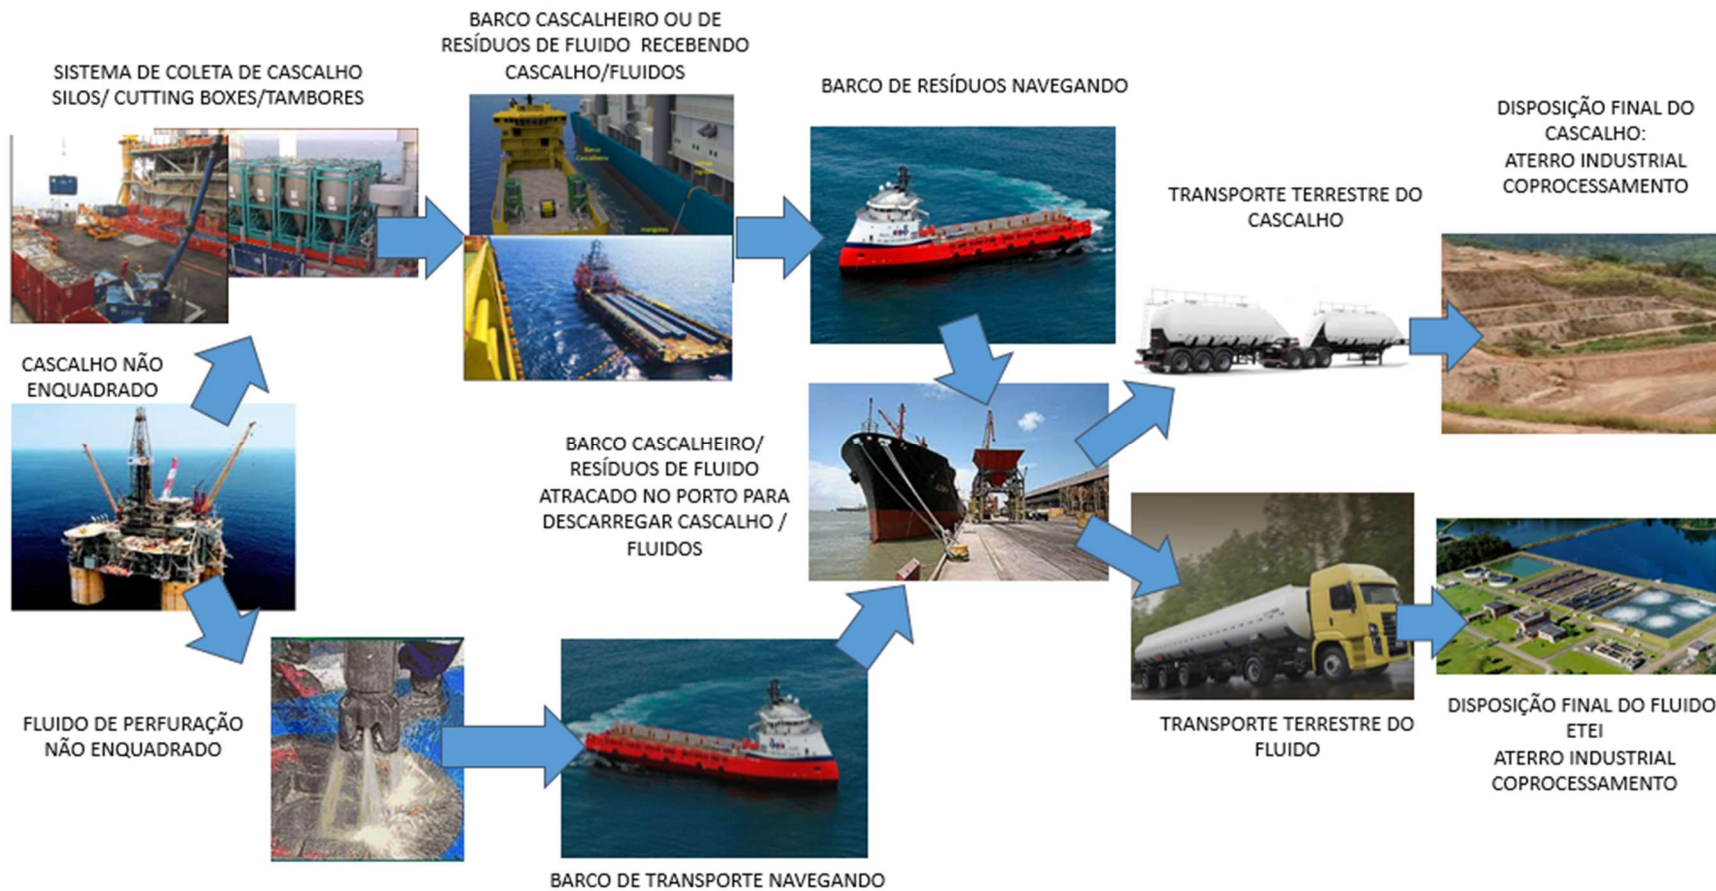 BARCO CASCALHEIRO OU DE
RESÍDUOS DE FLUIDO RECEBENDO
CASCALHO/FLUIDOS
SISTEMA DE COLETA DE CASCALHO
SILOS/ CUTTING BOXES/TAMBORES
BARCO DE RESÍDUOS NAVEGANDO
DISPOSIÇÃO FINAL DO
CASCALHO:
ATERRO INDUSTRIAL
COPROCESSAMENTO
Barco
Cascalheiro
mangotes
TRANSPORTE TERRESTRE DO
CASCALHO
CASCALHO NÃO
ENQUADRADO
BARCO CASCALHEIRO/
RESÍDUOS DE FLUIDO
ATRACADO NO PORTO PARA
DESCARREGAR CASCALHO /
FLUIDOS
FLUIDO DE PERFURAÇÃO
NÃO ENQUADRADO
TRANSPORTE TERRESTRE DO
FLUIDO
DISPOSIÇÃO FINAL DO FLUIDO
ETEI
ATERRO INDUSTRIAL
COPROCESSAMENTO
BARCO DE TRANSPORTE NAVEGANDO